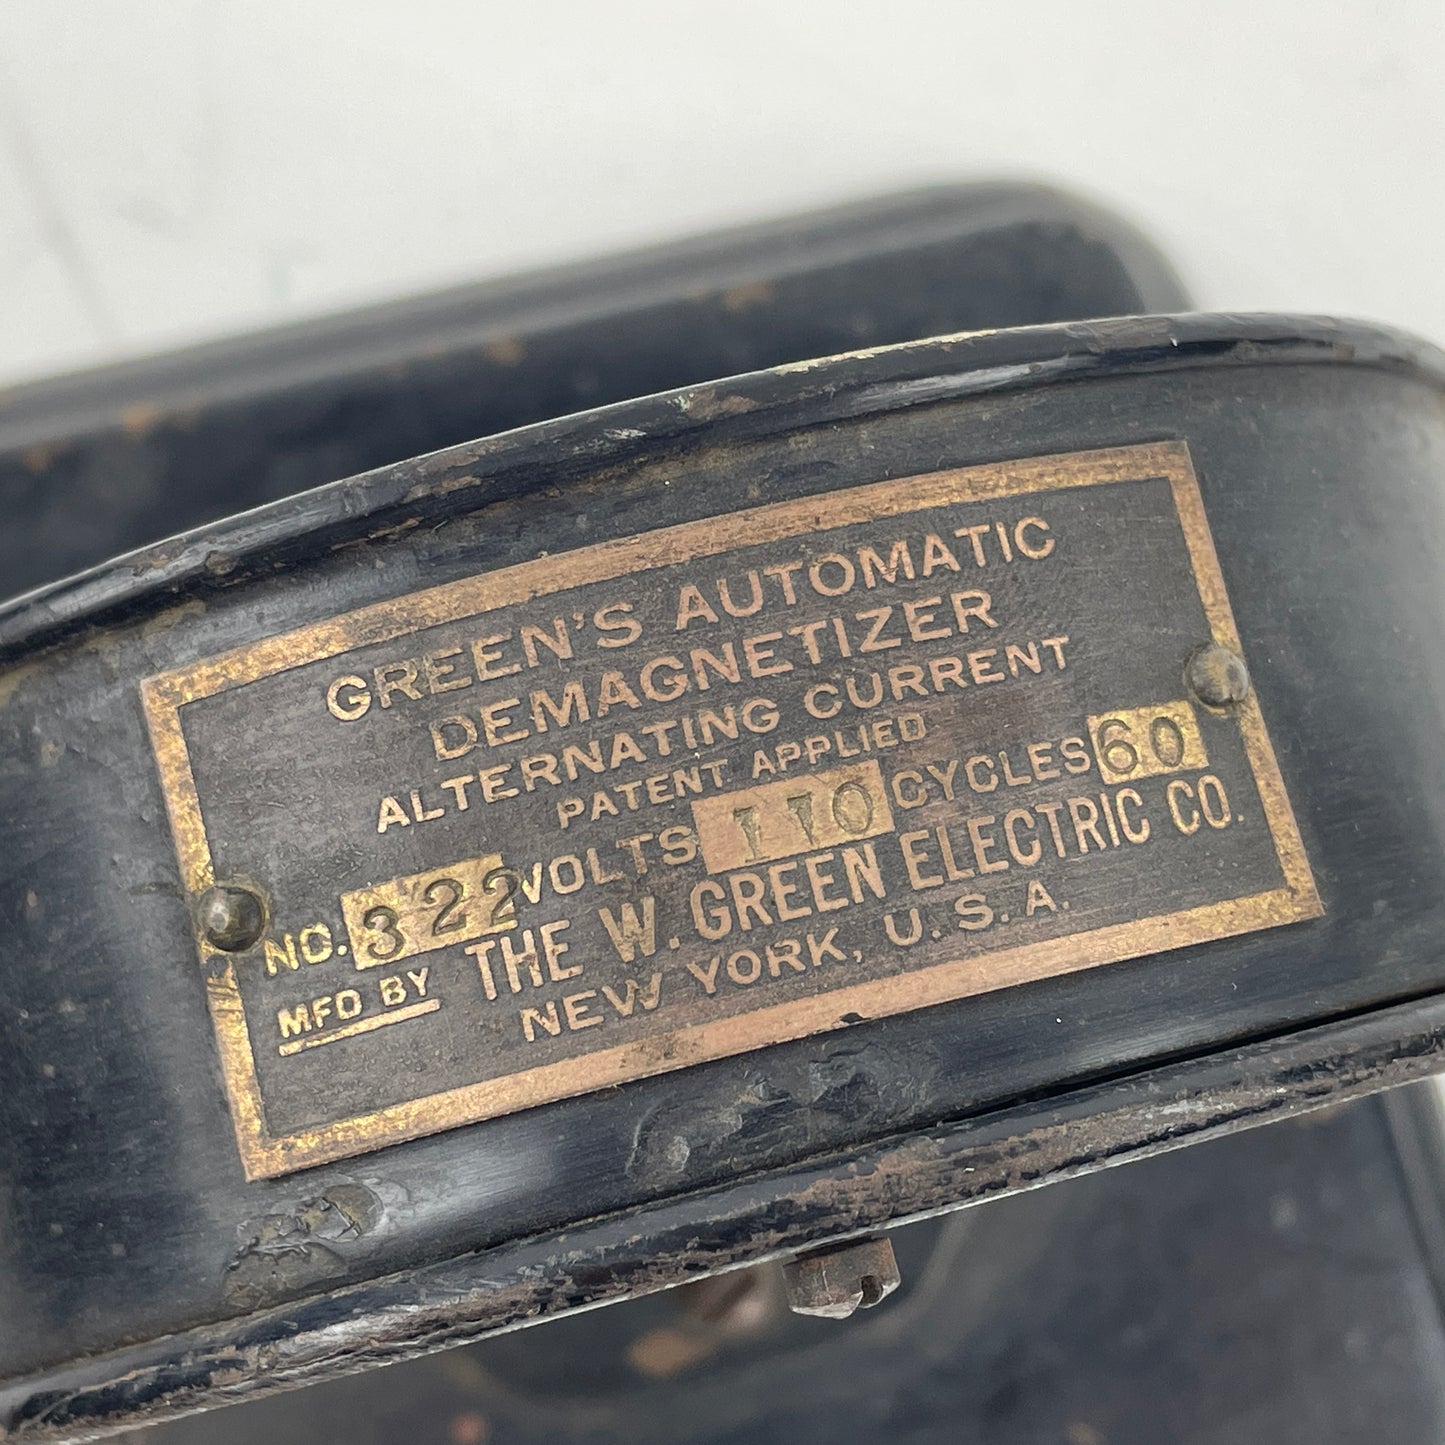 GREEN'S AUTOMATIC
DEMAGNETIZER
ALTERNATING CURRENT
PATENT APPLIED
NO. 322 VOLTS 110 CYCLES 60
MFD BY THE W. GREEN ELECTRIC CO.
NEW YORK, U. S. A.